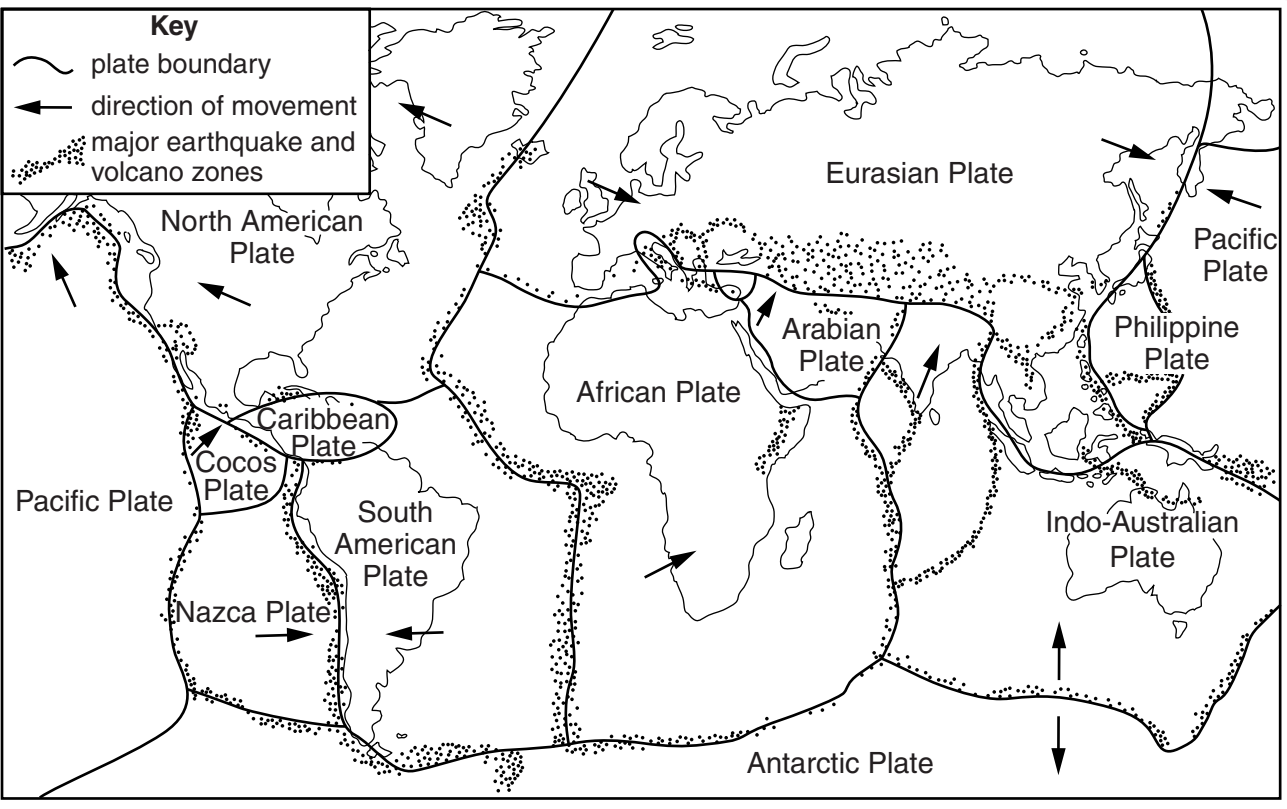 Key
plate boundary
direction of movement
major earthquake and
volcano zones
North American
Plate
Eurasian Plate
Pacific
Plate
Philippine
Plate
Arabian
Plate
African Plate
Caribbean
Plate
Cocos
Plate
Pacific Plate
South
American
Plate
Indo-Australian
Plate
Nazca Plate
Antarctic Plate